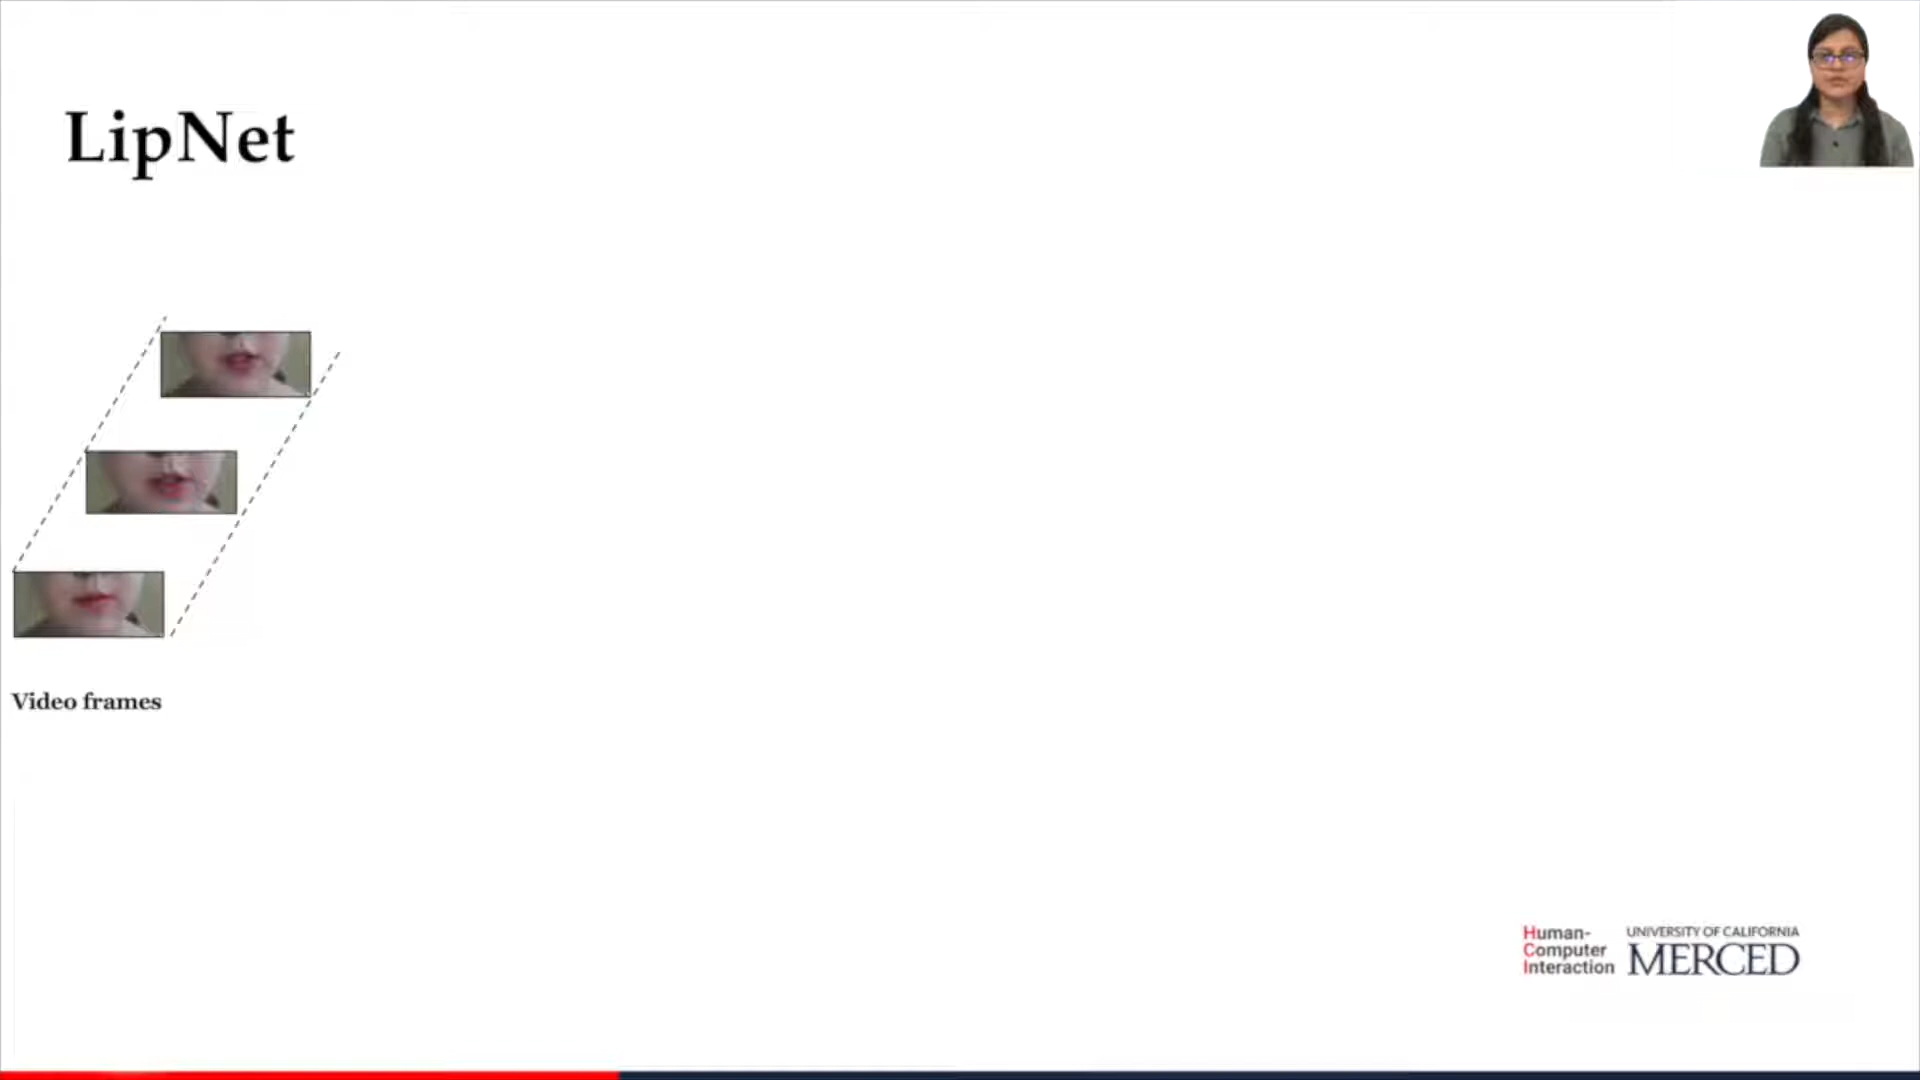 LipNet
Video frames
Human-
Computer
Interaction
UNIVERSITY OF CALIFORNIA
MERCED